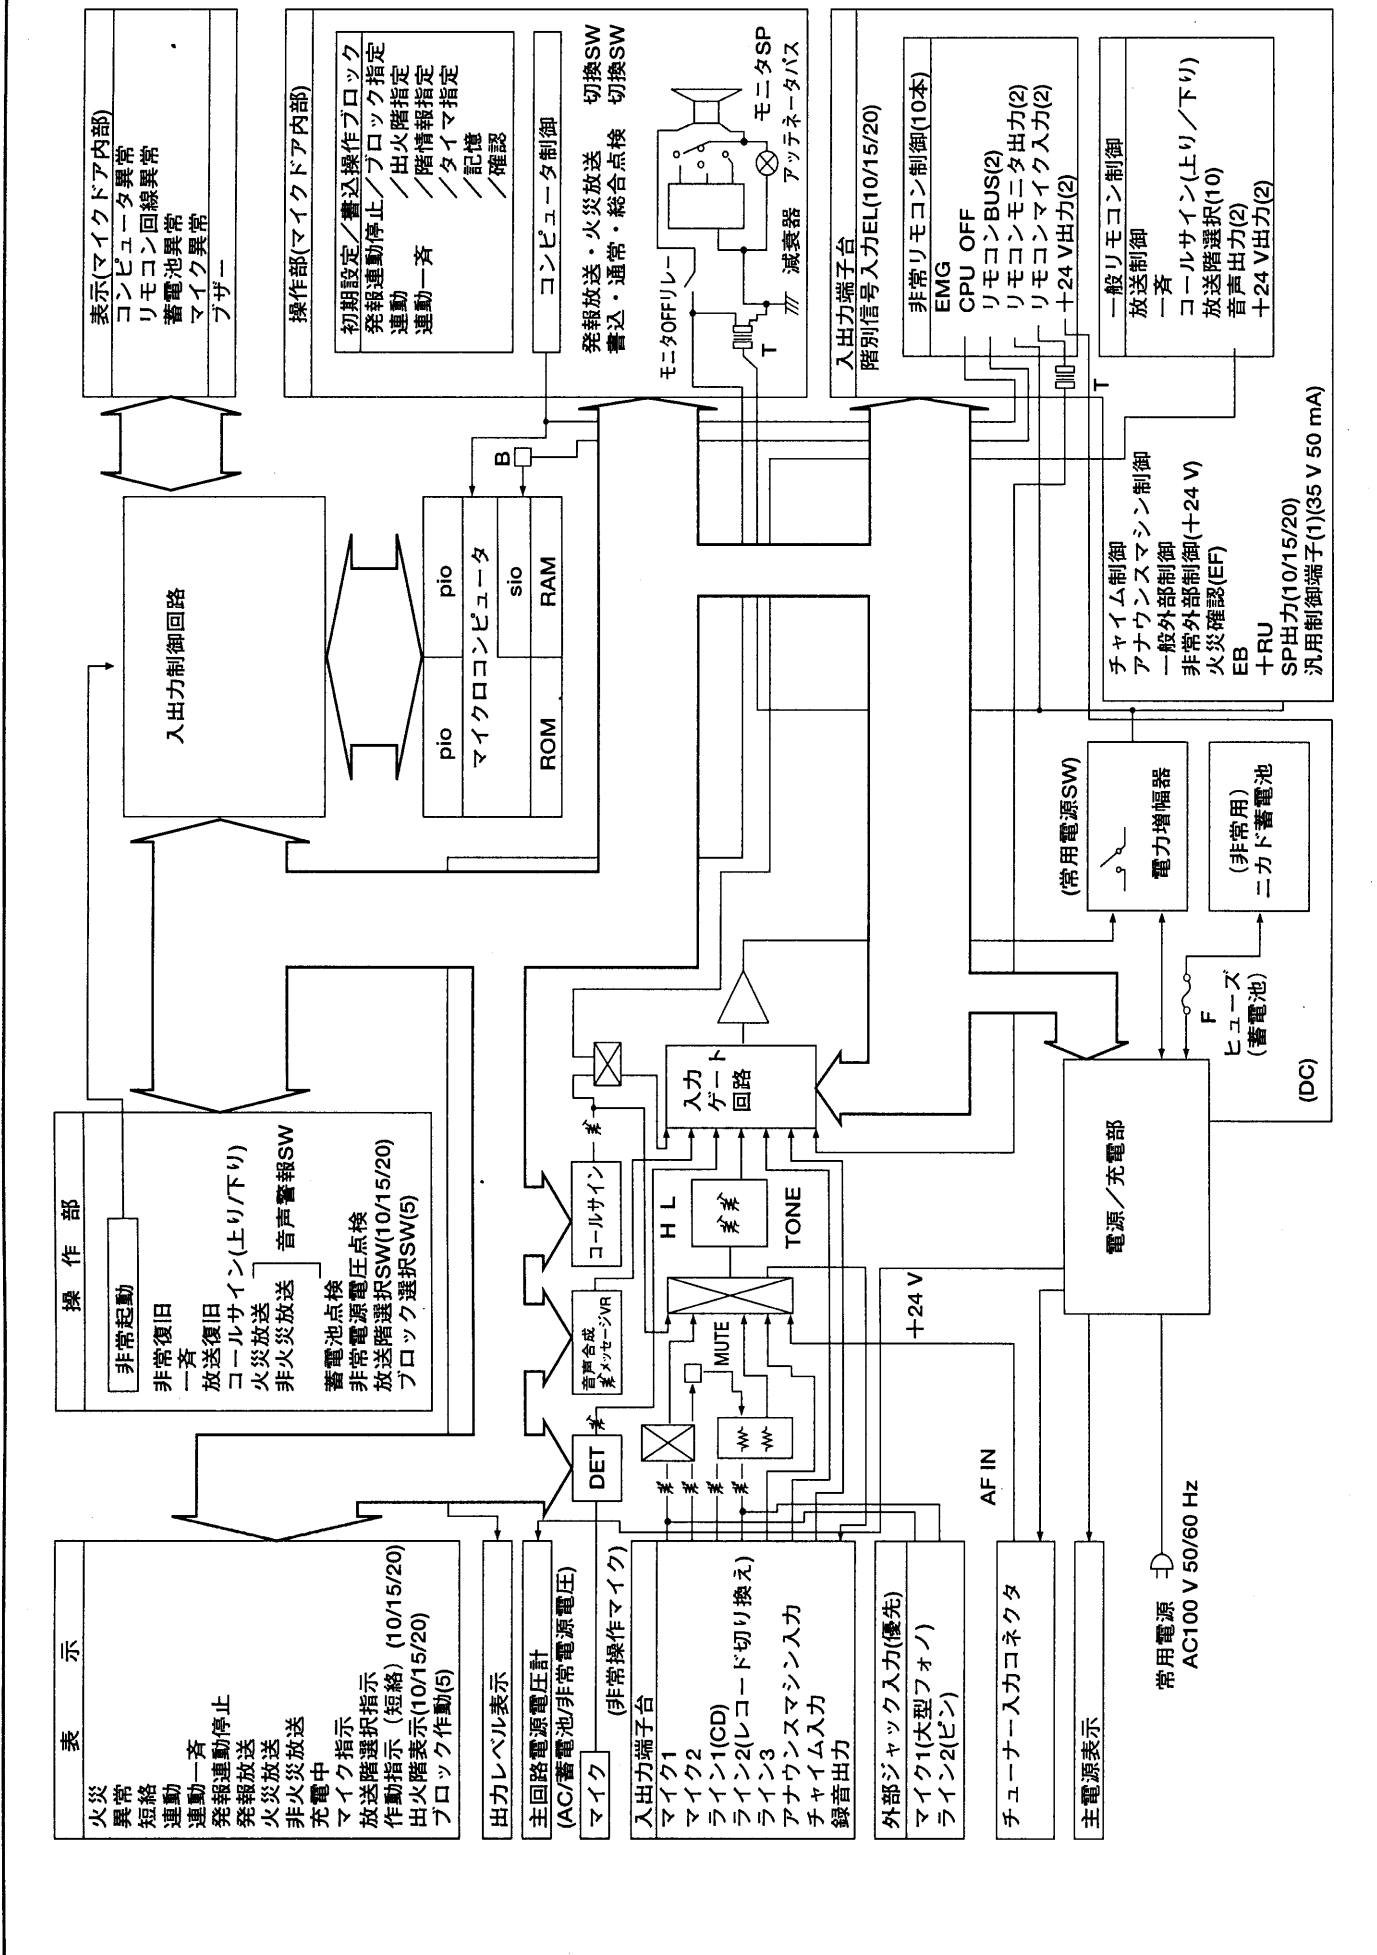 表　示
火災
異常
短絡
連動
連動一斉
発報連動停止
発報放送
火災放送
非火災放送
充電中
マイク指示
放送階選択指示
作動指示（短絡）(10/15/20)
出火階表示(10/15/20)
ブロック作動(5)
出力レベル表示
主回路電源電圧計
(AC/蓄電池/非常電源電圧)
マイク
(非常操作マイク)
入出力端子台
マイク1
マイク2
ライン1(CD)
ライン2(レコード切り換え)
ライン3
アナウンスマシン入力
チャイム入力
録音出力
外部ジャック入力(優先)
マイク1(大型フォノ)
ライン2(ピン)
チューナー入力コネクタ
主電源表示
操 作 部
非常起動
非常復旧
一斉
放送復旧
コールサイン(上り/下り)
火災放送
非火災放送
音声警報SW
蓄電池点検
非常電源電圧点検
放送階選択SW(10/15/20)
ブロック選択SW(5)
DET
音声合成
メッセージVR
コールサイン
MUTE
H L
TONE
入力
ゲート
回路
AF IN
+24 V
常用電源
AC100 V 50/60 Hz
電源／充電部
(DC)
F
ヒューズ
(蓄電池)
(常用電源SW)
電力増幅器
(非常用)
ニカド蓄電池
入出力制御回路
pio
pio
マイクロコンピュータ
sio
ROM
RAM
B
表示(マイクドア内部)
コンピュータ異常
リモコン回線異常
蓄電池異常
マイク異常
ブザー
操作部(マイクドア内部)
初期設定／書込操作ブロック
発報連動停止／ブロック指定
連動　／出火階指定
連動一斉　／階情報指定
／タイマ指定
／記憶
／確認
コンピュータ制御
発報放送・火災放送　切換SW
書込・通常・総合点検　切換SW
モニタOFFリレー
T
減衰器
アッテネータパス
モニタSP
入出力端子台
階別信号入力EL(10/15/20)
非常リモコン制御(10本)
EMG
CPU OFF
リモコンBUS(2)
リモコンモニタ出力(2)
リモコンマイク入力(2)
+24 V出力(2)
T
一般リモコン制御
放送制御
一斉
コールサイン(上り／下り)
放送階選択(10)
音声出力(2)
+24 V出力(2)
チャイム制御
アナウンスマシン制御
一般外部制御
非常外部制御(+24 V)
火災確認(EF)
EB
+RU
SP出力(10/15/20)
汎用制御端子(1)(35 V 50 mA)